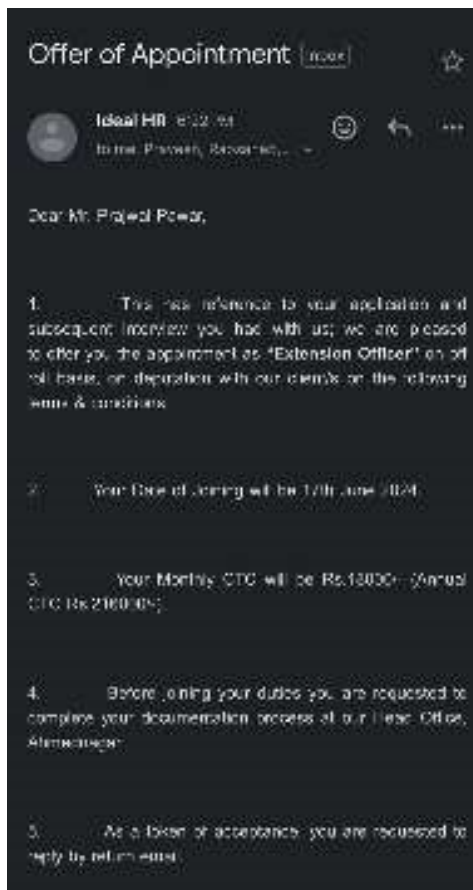 Offer of Appointment Inbox
Ideal HR 6:22
to me, Praveen,
Dear Mr. Prajwal Pawar,
1. This has reference to your application and
subsequent interview you had with us; we are pleased
to offer you the appointment as "Extension Officer" on off
roll basis, on deputation with our client/s on the following
terms & conditions
2. Your Date of Joining will be 17th June 2024
3. Your Monthly CTC will be Rs.18000/- (Annual
CTC Rs.216000/-)
4. Before joining your duties you are requested to
complete your documentation process at our Head Office,
Ahmednagar
5. As a token of acceptance, you are requested to
reply by return email.